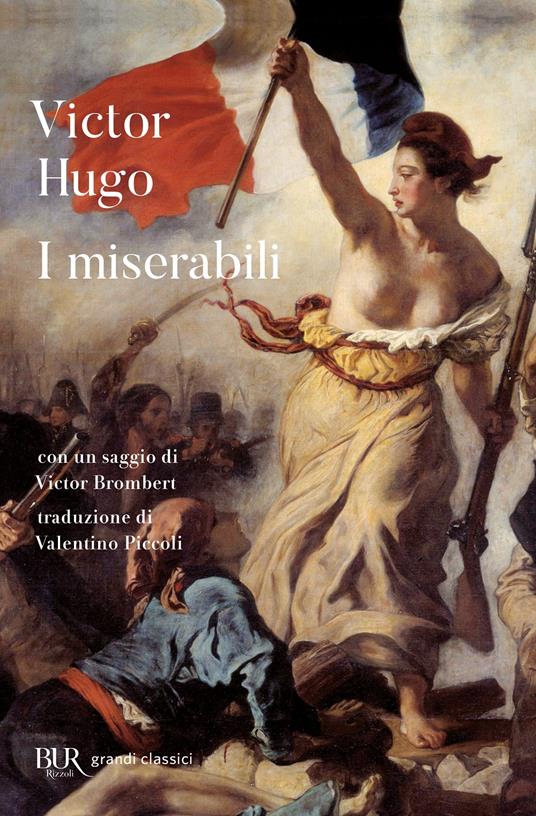 Victor
Hugo
I miserabili
con un saggio di
Victor Brombert
traduzione di
Valentino Piccoli
BUR
Rizzoli
grandi classici